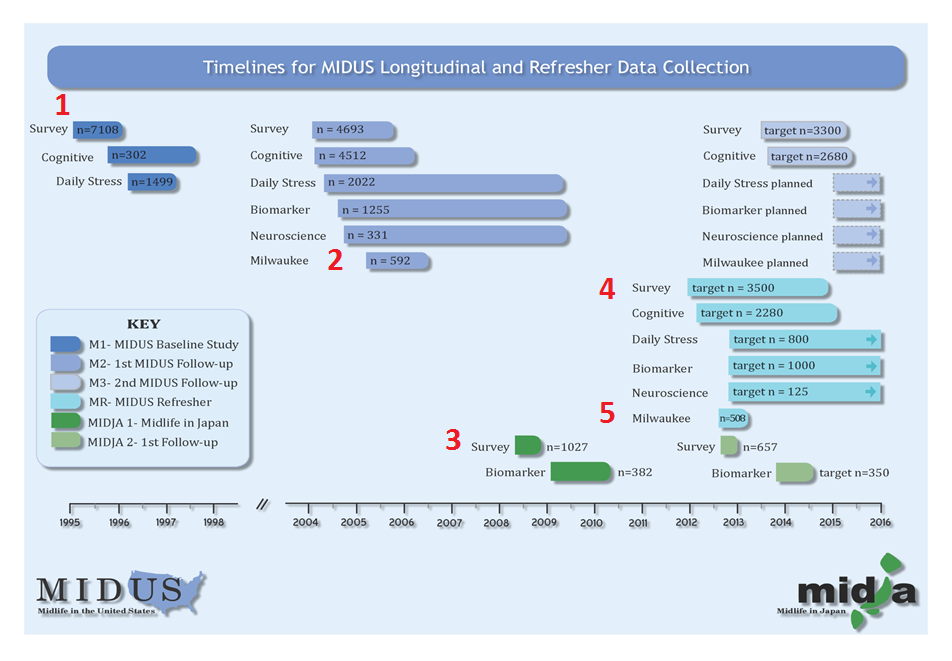 Timelines for MIDUS Longitudinal and Refresher Data Collection
1
Survey n=7108
Cognitive n=302
Daily Stress n=1499
Survey n = 4693
Cognitive n = 4512
Daily Stress n = 2022
Biomarker n = 1255
Neuroscience n = 331
Milwaukee 2 n = 592
Survey target n=3300
Cognitive target n=2680
Daily Stress planned
Biomarker planned
Neuroscience planned
Milwaukee planned
4 Survey target n = 3500
Cognitive target n = 2280
Daily Stress target n = 800
Biomarker target n = 1000
Neuroscience target n = 125
5 Milwaukee n=508
KEY
M1- MIDUS Baseline Study
M2- 1st MIDUS Follow-up
M3- 2nd MIDUS Follow-up
MR- MIDUS Refresher
MIDJA 1- Midlife in Japan
MIDJA 2- 1st Follow-up
3 Survey n=1027
Biomarker n=382
Survey n=657
Biomarker target n=350
1995 1996 1997 1998 // 2004 2005 2006 2007 2008 2009 2010 2011 2012 2013 2014 2015 2016
MIDUS
Midlife in the United States
midja
Midlife in Japan